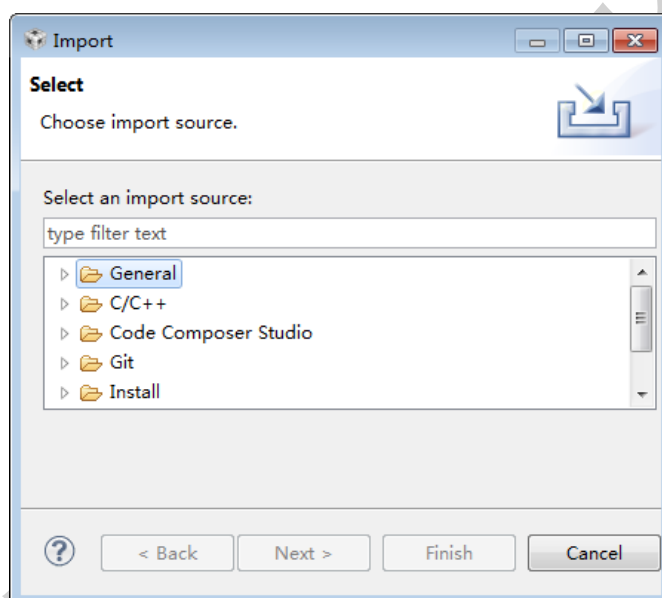 Import
Select
Choose import source.
Select an import source:
type filter text
General
C/C++
Code Composer Studio
Git
Install
? < Back Next > Finish Cancel